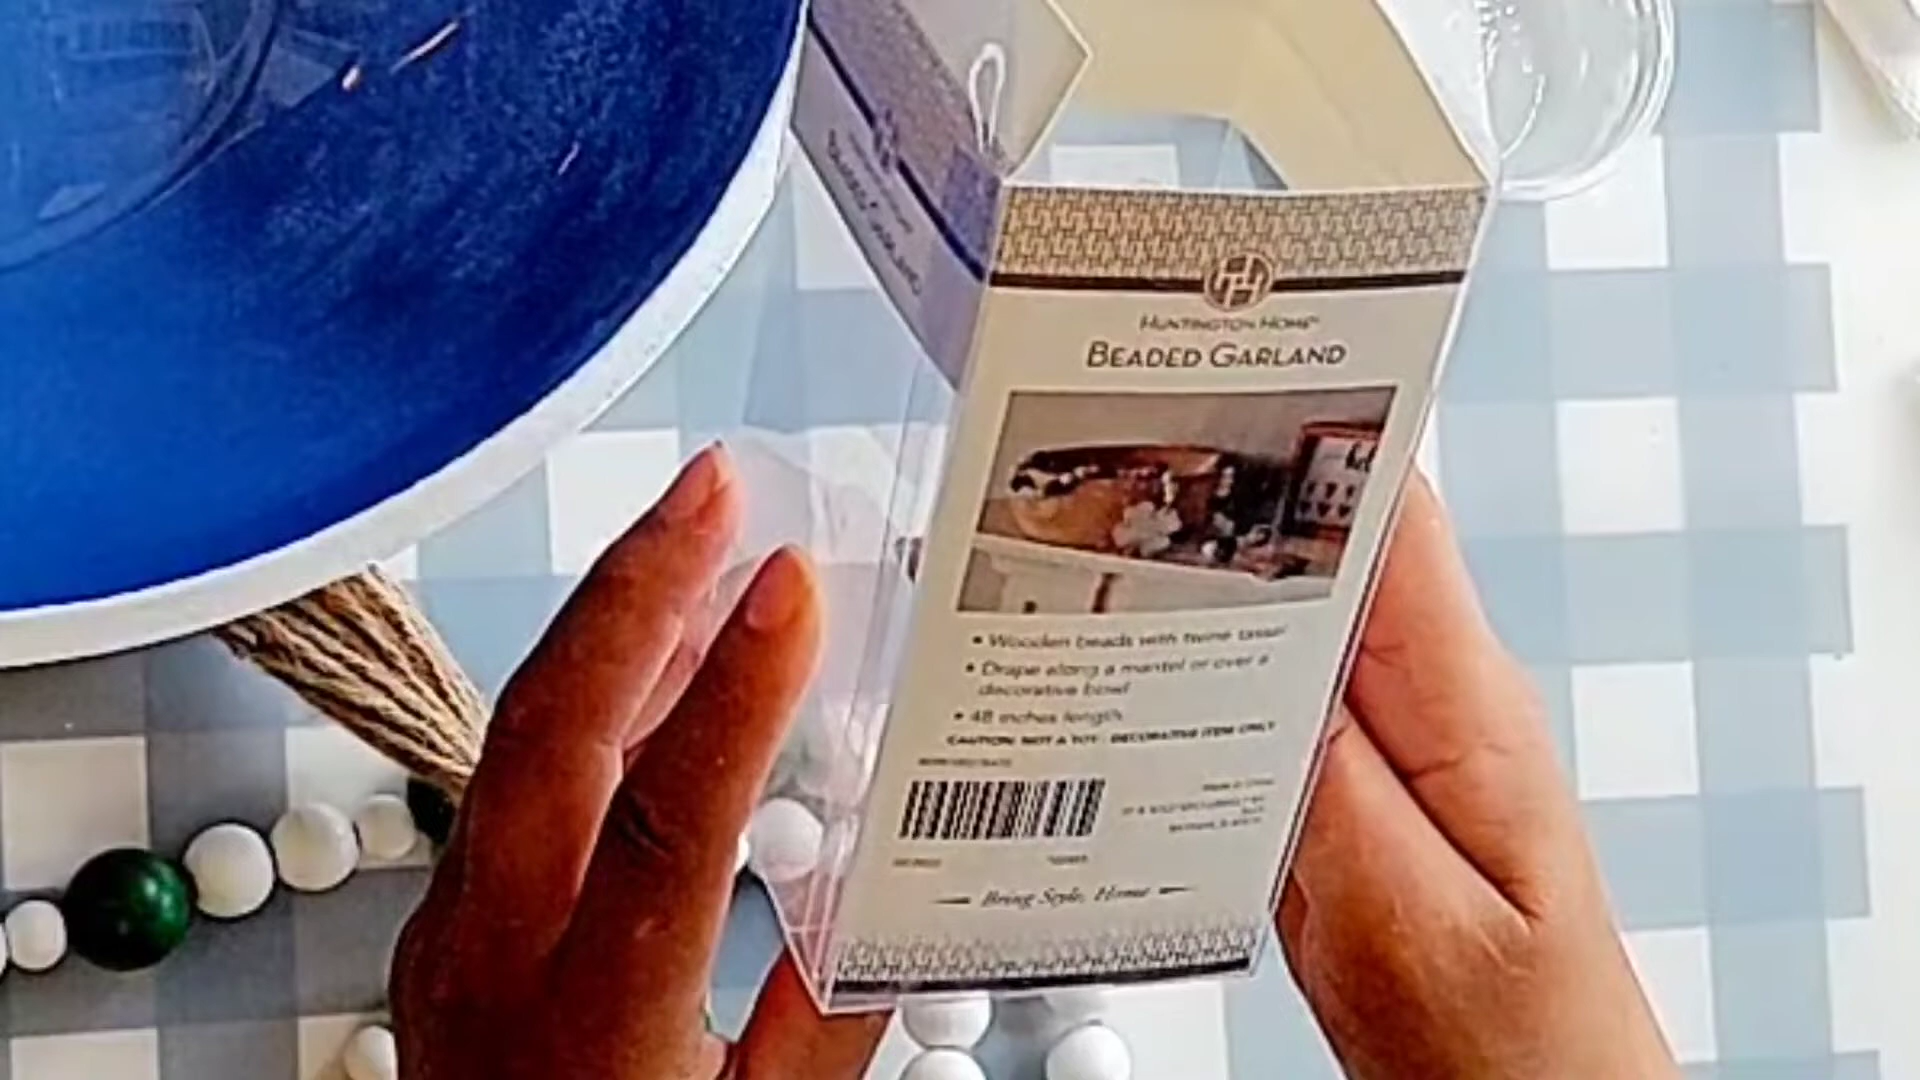 HUNTINGTON HOME™
BEADED GARLAND
• Wooden beads with twine tassel
• Drape along a mantel or over a
decorative bowl
• 48 inches length
CAUTION: NOT A TOY - DECORATIVE ITEM ONLY
Made in China
Bring Style, Home